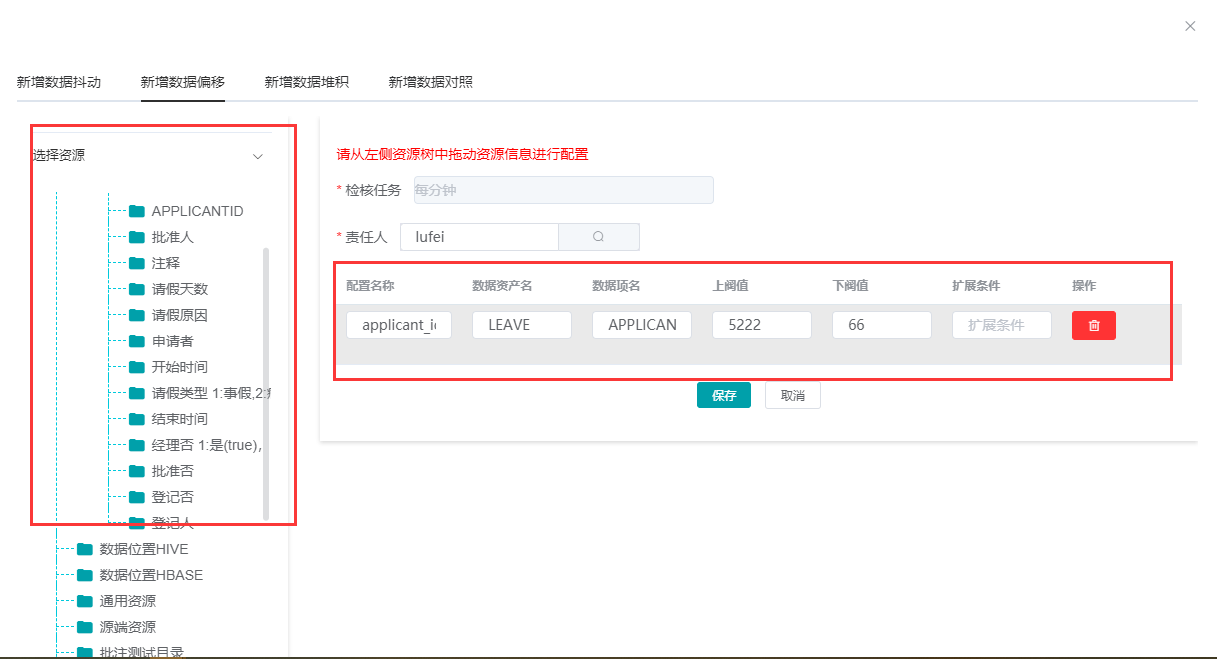 新增数据抖动 新增数据偏移 新增数据堆积 新增数据对照
选择资源
APPLICANTID
批准人
注释
请假天数
请假原因
申请者
开始时间
请假类型 1:事假,2:
结束时间
经理否 1:是(true),
批准否
登记否
登记人
数据位置HIVE
数据位置HBASE
通用资源
源端资源
批注测试目录
请从左侧资源树中拖动资源信息进行配置
* 检核任务 每分钟
* 责任人 lufei
配置名称 数据资产名 数据项名 上阀值 下阀值 扩展条件 操作
applicant_i LEAVE APPLICAN 5222 66 扩展条件
保存 取消